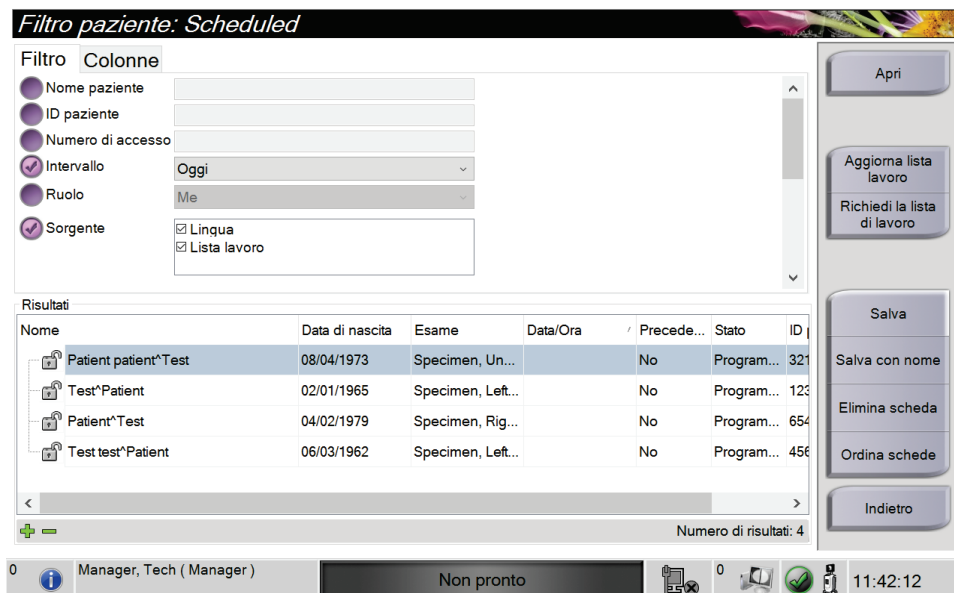 Filtro paziente: Scheduled
Filtro Colonne
Nome paziente
ID paziente
Numero di accesso
Intervallo Oggi
Ruolo Me
Sorgente
Lingua
Lista lavoro
Risultati
Nome Data di nascita Esame Data/Ora Precede... Stato ID
Patient patient^Test 08/04/1973 Specimen, Un... No Program... 321
Test^Patient 02/01/1965 Specimen, Left... No Program... 123
Patient^Test 04/02/1979 Specimen, Rig... No Program... 654
Test test^Patient 06/03/1962 Specimen, Left... No Program... 456
Numero di risultati: 4
Apri
Aggiorna lista
lavoro
Richiedi la lista
di lavoro
Salva
Salva con nome
Elimina scheda
Ordina schede
Indietro
0 Manager, Tech ( Manager ) Non pronto 0 11:42:12